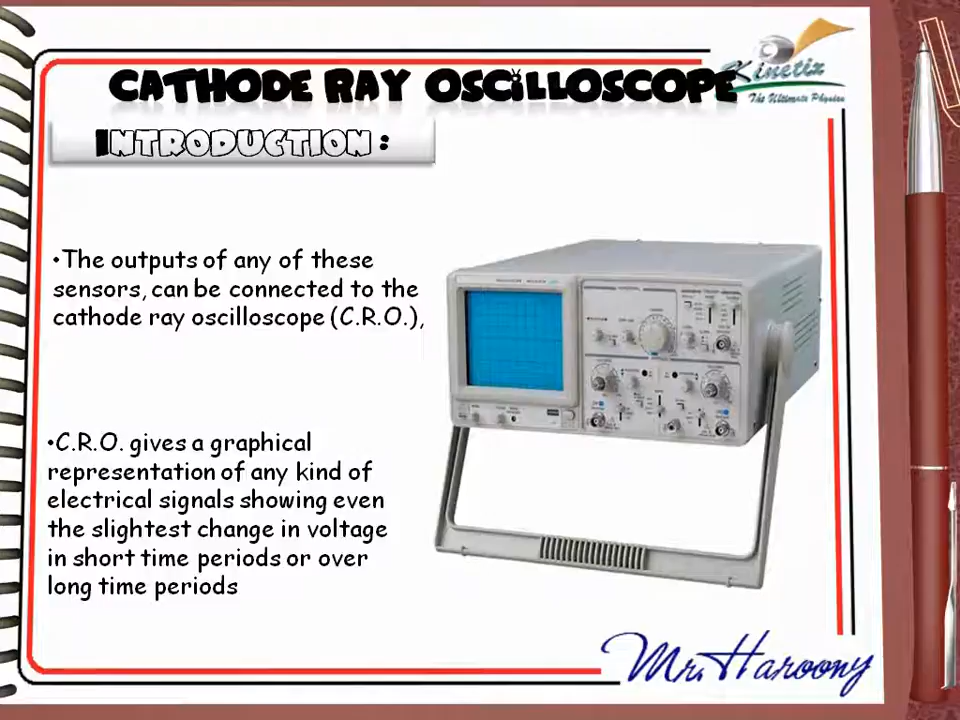 CATHODE RAY OSCILLOSCOPE
Kinetix
The Ultimate Physian
INTRODUCTION :
•The outputs of any of these
sensors, can be connected to the
cathode ray oscilloscope (C.R.O.),
•C.R.O. gives a graphical
representation of any kind of
electrical signals showing even
the slightest change in voltage
in short time periods or over
long time periods
Mr. Haroony